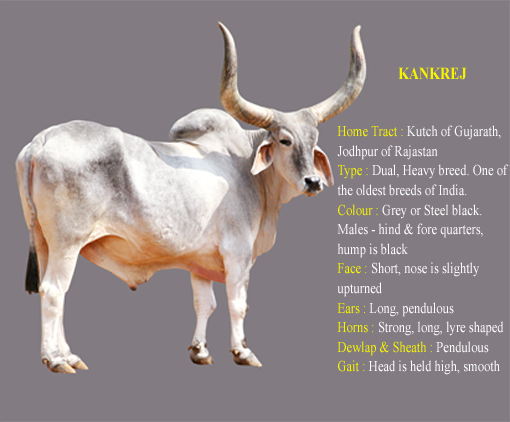 KANKREJ
Home Tract : Kutch of Gujarath,
Jodhpur of Rajastan
Type : Dual, Heavy breed. One of
the oldest breeds of India.
Colour : Grey or Steel black.
Males - hind & fore quarters,
hump is black
Face : Short, nose is slightly
upturned
Ears : Long, pendulous
Horns : Strong, long, lyre shaped
Dewlap & Sheath : Pendulous
Gait : Head is held high, smooth